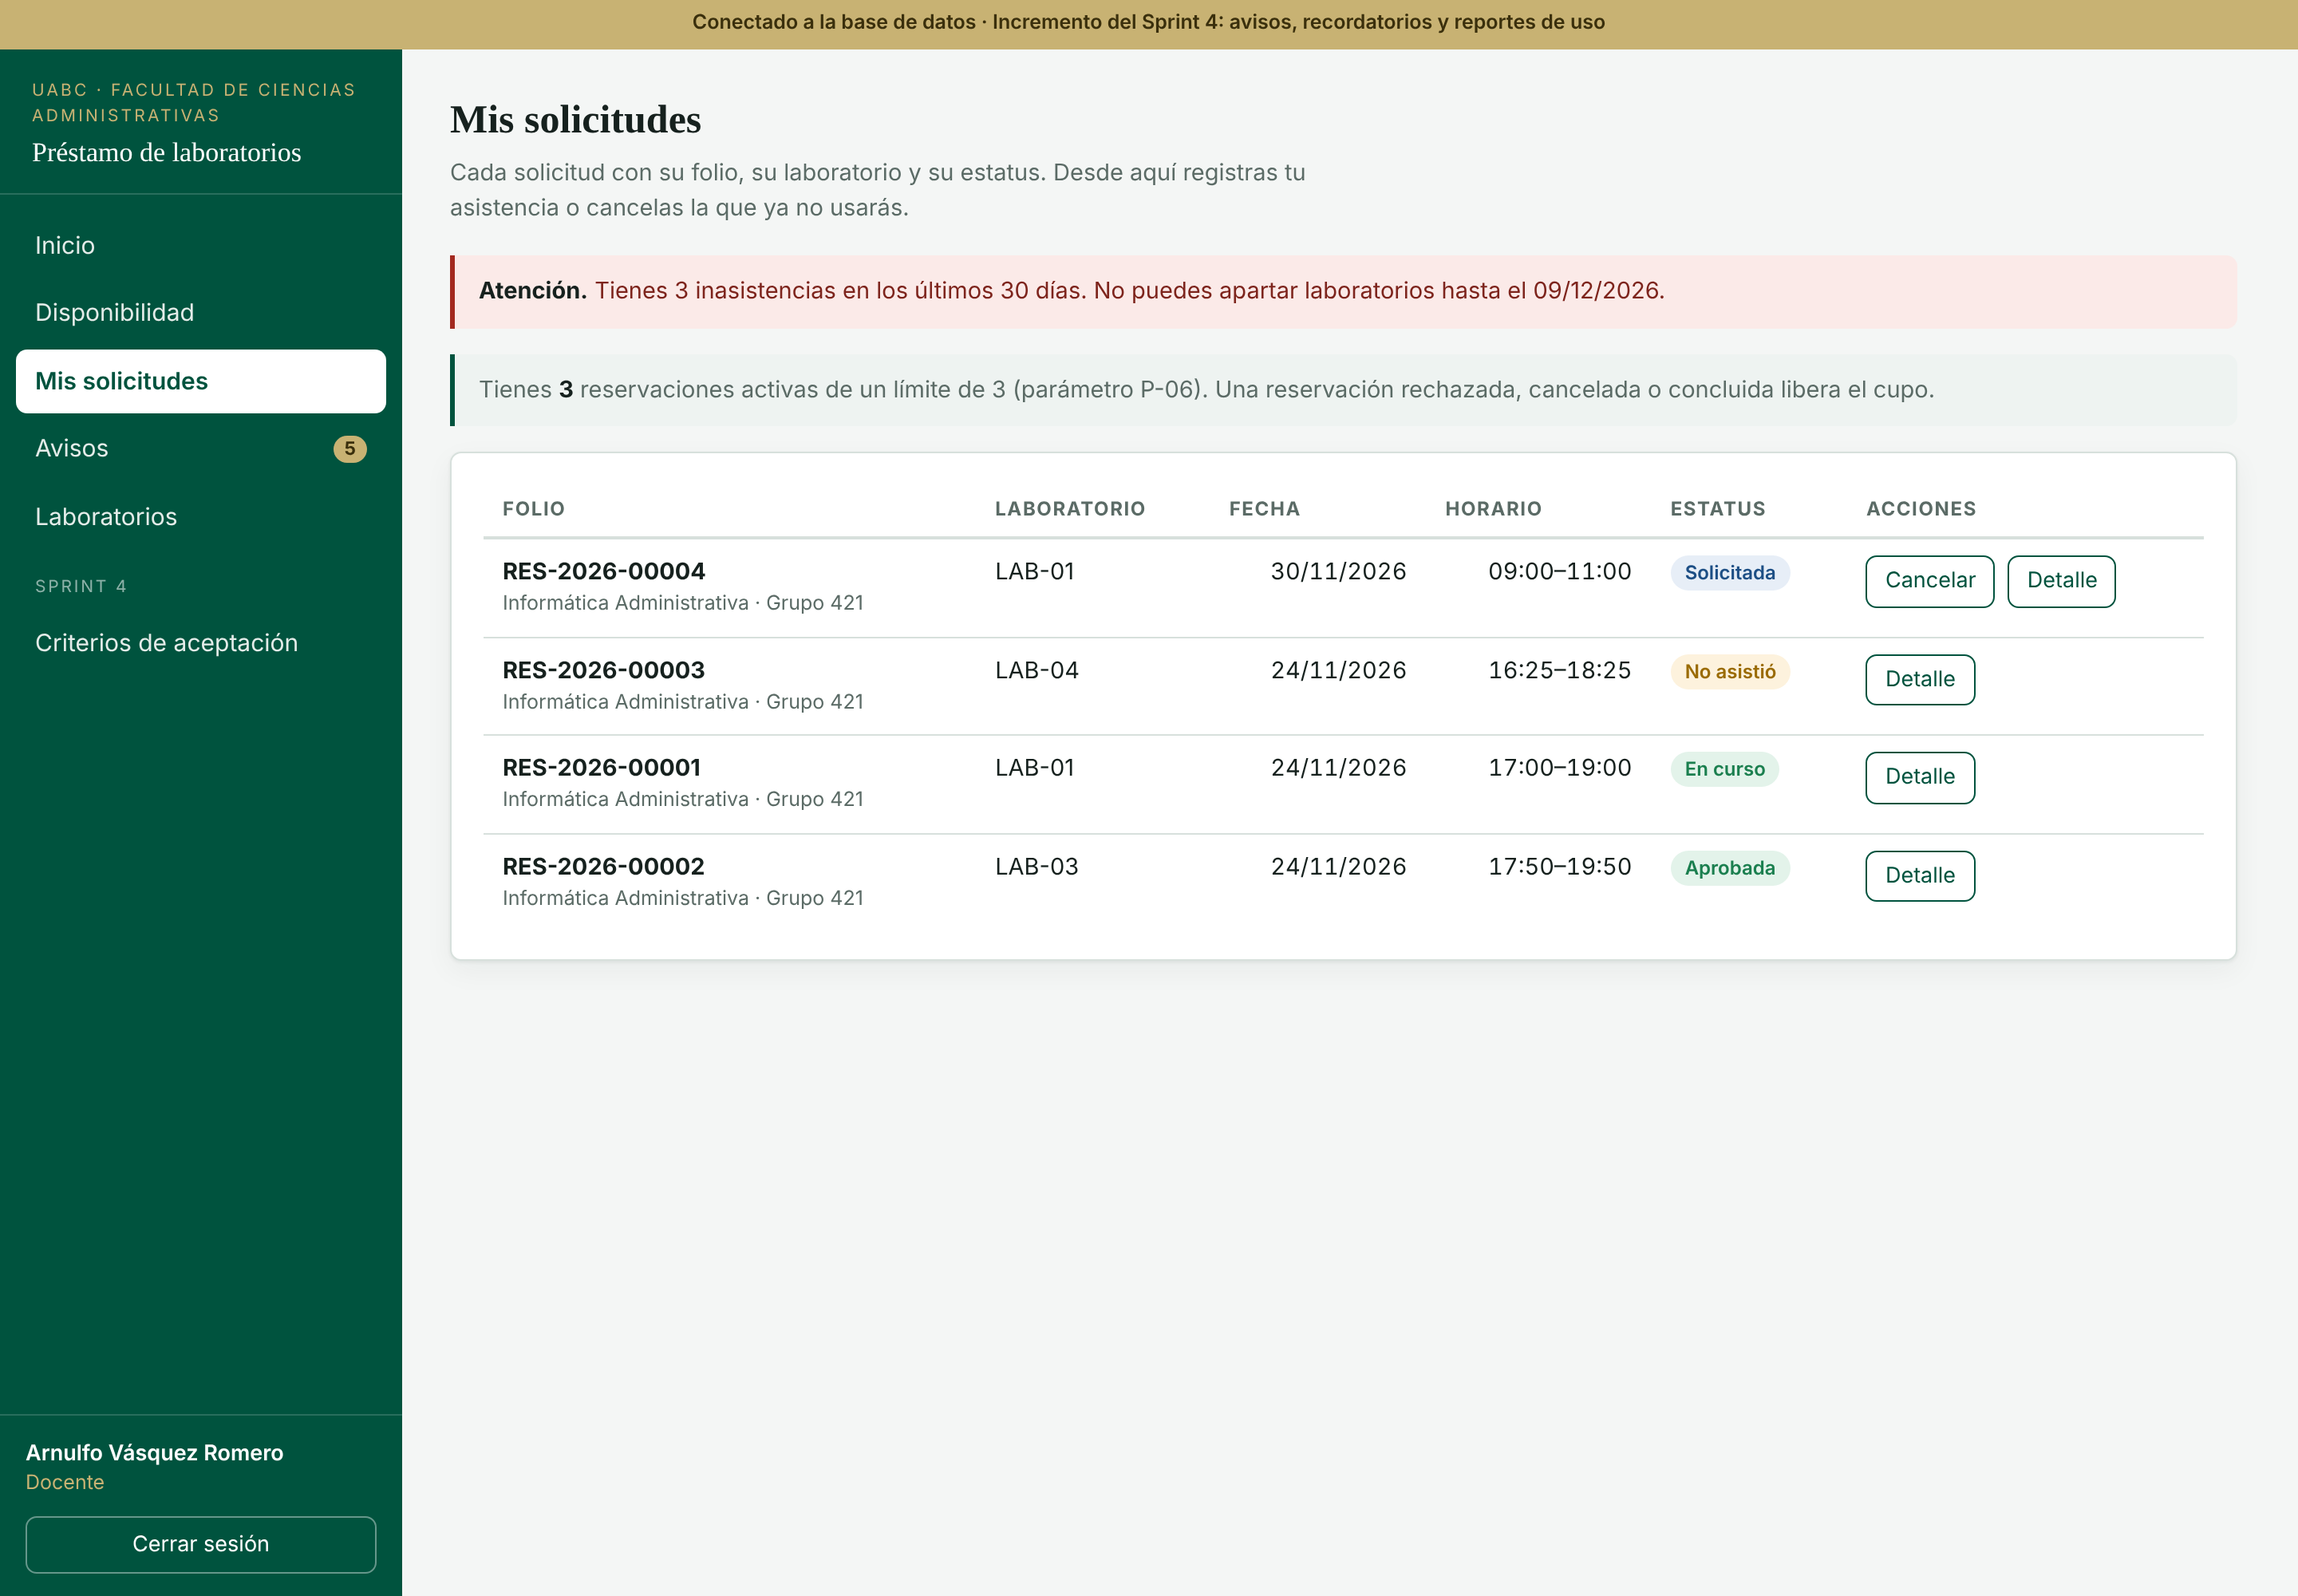 Conectado a la base de datos · Incremento del Sprint 4: avisos, recordatorios y reportes de uso
UABC · FACULTAD DE CIENCIAS
ADMINISTRATIVAS
Préstamo de laboratorios
Inicio
Disponibilidad
Mis solicitudes
Avisos 5
Laboratorios
SPRINT 4
Criterios de aceptación
Arnulfo Vásquez Romero
Docente
Cerrar sesión
Mis solicitudes
Cada solicitud con su folio, su laboratorio y su estatus. Desde aquí registras tu
asistencia o cancelas la que ya no usarás.
Atención. Tienes 3 inasistencias en los últimos 30 días. No puedes apartar laboratorios hasta el 09/12/2026.
Tienes 3 reservaciones activas de un límite de 3 (parámetro P-06). Una reservación rechazada, cancelada o concluida libera el cupo.
FOLIO LABORATORIO FECHA HORARIO ESTATUS ACCIONES
RES-2026-00004 LAB-01 30/11/2026 09:00–11:00 Solicitada Cancelar Detalle
Informática Administrativa · Grupo 421
RES-2026-00003 LAB-04 24/11/2026 16:25–18:25 No asistió Detalle
Informática Administrativa · Grupo 421
RES-2026-00001 LAB-01 24/11/2026 17:00–19:00 En curso Detalle
Informática Administrativa · Grupo 421
RES-2026-00002 LAB-03 24/11/2026 17:50–19:50 Aprobada Detalle
Informática Administrativa · Grupo 421